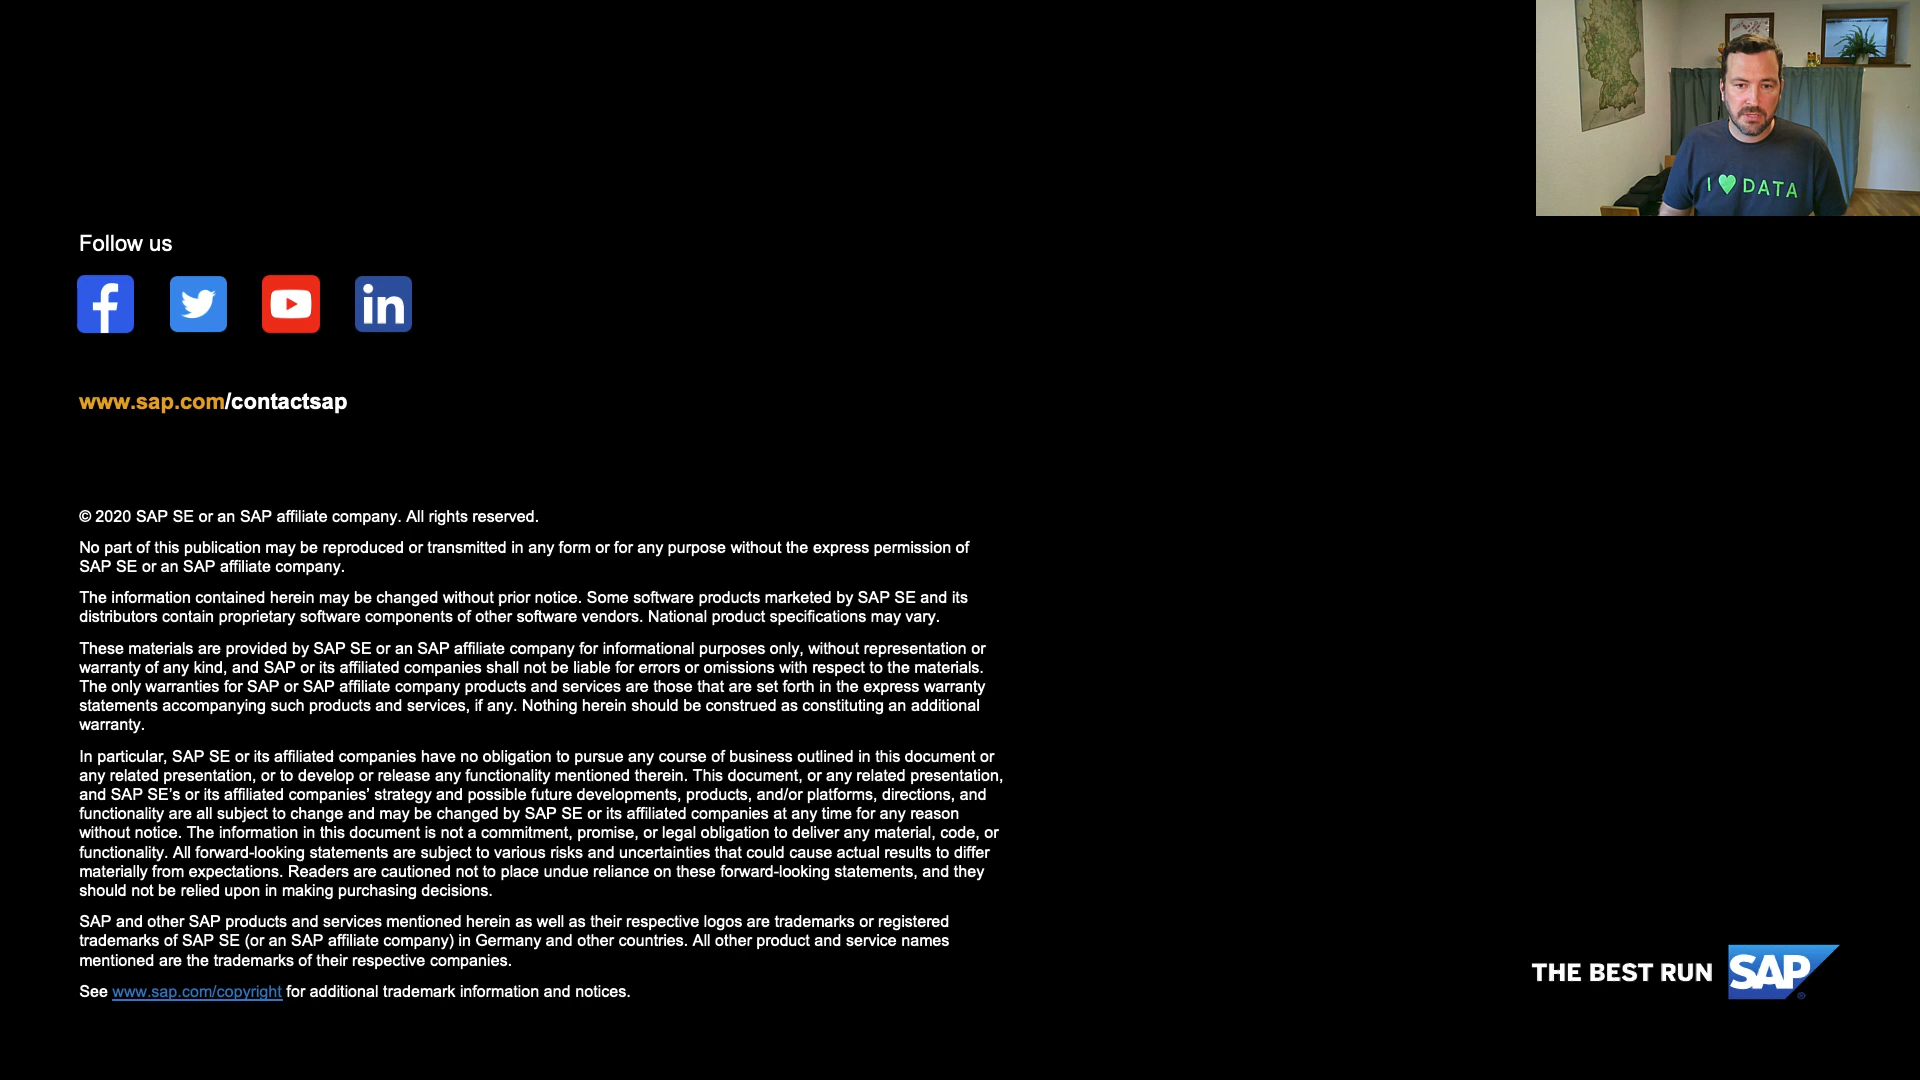 I ♥ DATA
Follow us
www.sap.com/contactsap
© 2020 SAP SE or an SAP affiliate company. All rights reserved.
No part of this publication may be reproduced or transmitted in any form or for any purpose without the express permission of
SAP SE or an SAP affiliate company.
The information contained herein may be changed without prior notice. Some software products marketed by SAP SE and its
distributors contain proprietary software components of other software vendors. National product specifications may vary.
These materials are provided by SAP SE or an SAP affiliate company for informational purposes only, without representation or
warranty of any kind, and SAP or its affiliated companies shall not be liable for errors or omissions with respect to the materials.
The only warranties for SAP or SAP affiliate company products and services are those that are set forth in the express warranty
statements accompanying such products and services, if any. Nothing herein should be construed as constituting an additional
warranty.
In particular, SAP SE or its affiliated companies have no obligation to pursue any course of business outlined in this document or
any related presentation, or to develop or release any functionality mentioned therein. This document, or any related presentation,
and SAP SE’s or its affiliated companies’ strategy and possible future developments, products, and/or platforms, directions, and
functionality are all subject to change and may be changed by SAP SE or its affiliated companies at any time for any reason
without notice. The information in this document is not a commitment, promise, or legal obligation to deliver any material, code, or
functionality. All forward-looking statements are subject to various risks and uncertainties that could cause actual results to differ
materially from expectations. Readers are cautioned not to place undue reliance on these forward-looking statements, and they
should not be relied upon in making purchasing decisions.
SAP and other SAP products and services mentioned herein as well as their respective logos are trademarks or registered
trademarks of SAP SE (or an SAP affiliate company) in Germany and other countries. All other product and service names
mentioned are the trademarks of their respective companies.
See www.sap.com/copyright for additional trademark information and notices.
THE BEST RUN SAP®